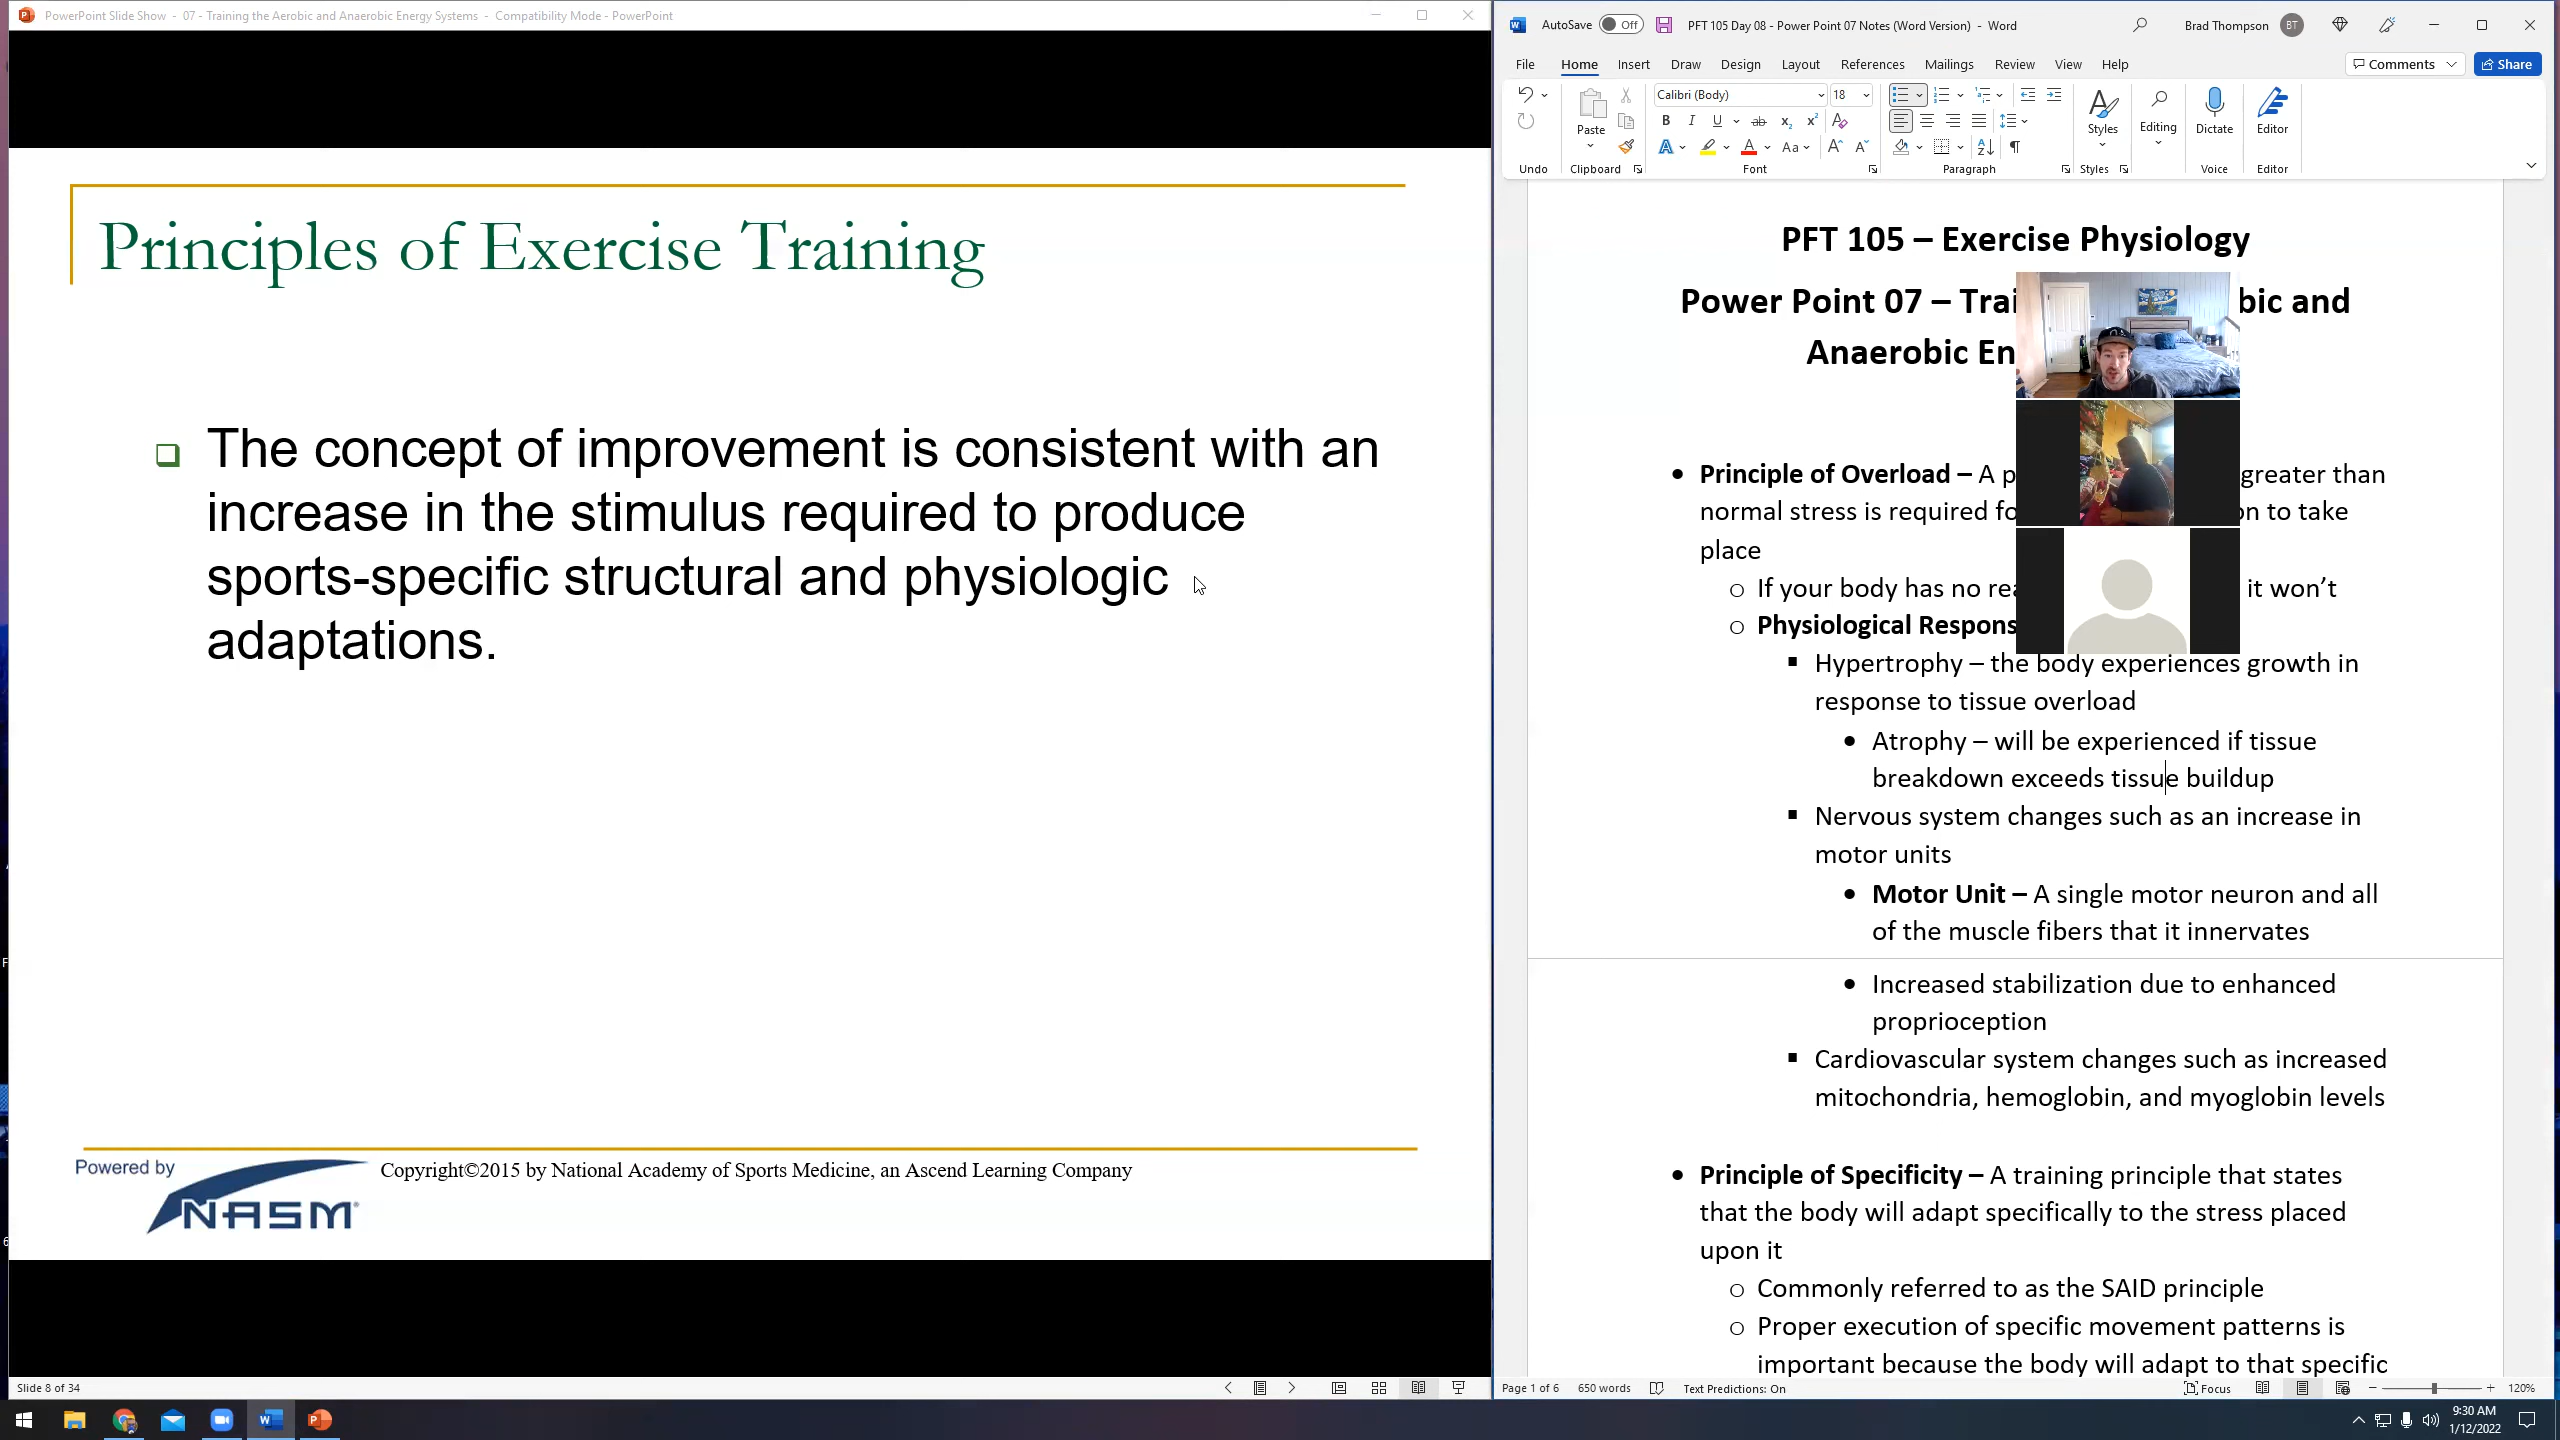 PowerPoint Slide Show - 07 - Training the Aerobic and Anaerobic Energy Systems - Compatibility Mode - PowerPoint
Principles of Exercise Training
The concept of improvement is consistent with an
increase in the stimulus required to produce
sports-specific structural and physiologic
adaptations.
Powered by
NASM
Copyright©2015 by National Academy of Sports Medicine, an Ascend Learning Company
Slide 8 of 34
AutoSave Off
PFT 105 Day 08 - Power Point 07 Notes (Word Version) - Word
Brad Thompson BT
File Home Insert Draw Design Layout References Mailings Review View Help
Comments Share
Calibri (Body) 18
Paste
Styles Editing Dictate Editor
Undo Clipboard Font Paragraph Styles Voice Editor
PFT 105 – Exercise Physiology
Power Point 07 – Trai bic and
Anaerobic En
• Principle of Overload – A p greater than
normal stress is required fo on to take
place
o If your body has no rea it won’t
o Physiological Respons
▪ Hypertrophy – the body experiences growth in
response to tissue overload
• Atrophy – will be experienced if tissue
breakdown exceeds tissue buildup
▪ Nervous system changes such as an increase in
motor units
• Motor Unit – A single motor neuron and all
of the muscle fibers that it innervates
• Increased stabilization due to enhanced
proprioception
▪ Cardiovascular system changes such as increased
mitochondria, hemoglobin, and myoglobin levels
• Principle of Specificity – A training principle that states
that the body will adapt specifically to the stress placed
upon it
o Commonly referred to as the SAID principle
o Proper execution of specific movement patterns is
important because the body will adapt to that specific
Page 1 of 6 650 words Text Predictions: On Focus 120%
9:30 AM
1/12/2022